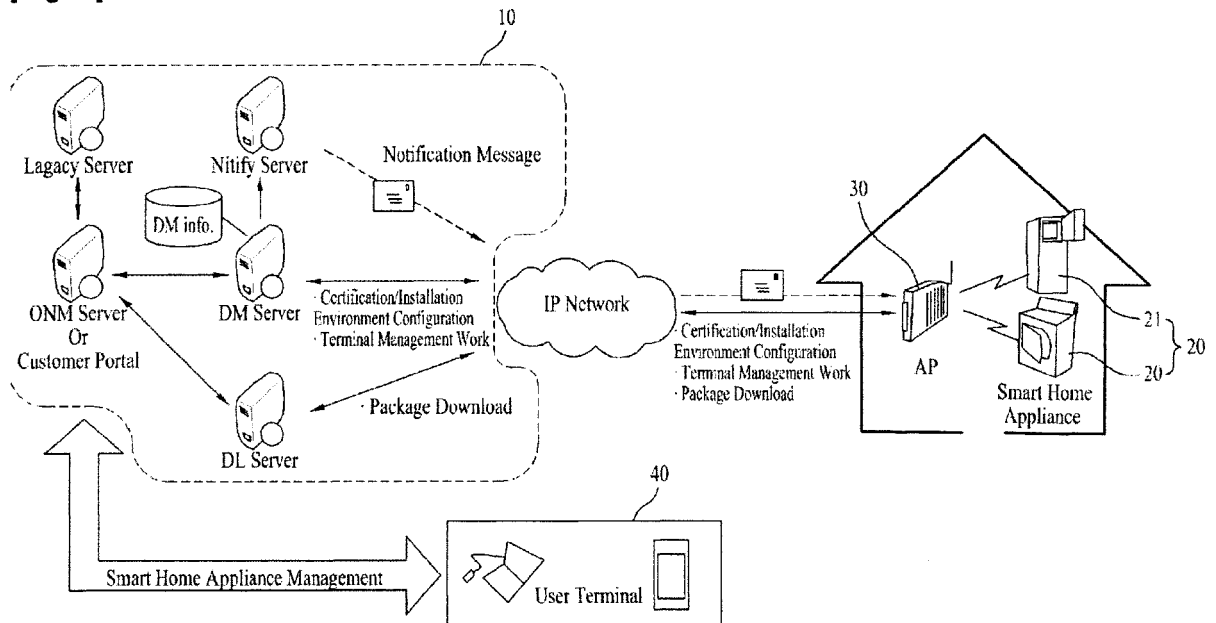 10
Lagacy Server
Nitify Server
Notification Message
DM info.
ONM Server
Or
Customer Portal
DM Server
· Certification/Installation
Environment Configuration
· Terminal Management Work
· Package Download
DL Server
IP Network
· Certification/Installation
Environment Configuration
· Terminal Management Work
· Package Download
30
AP
21
20
20
Smart Home
Appliance
40
Smart Home Appliance Management
User Terminal